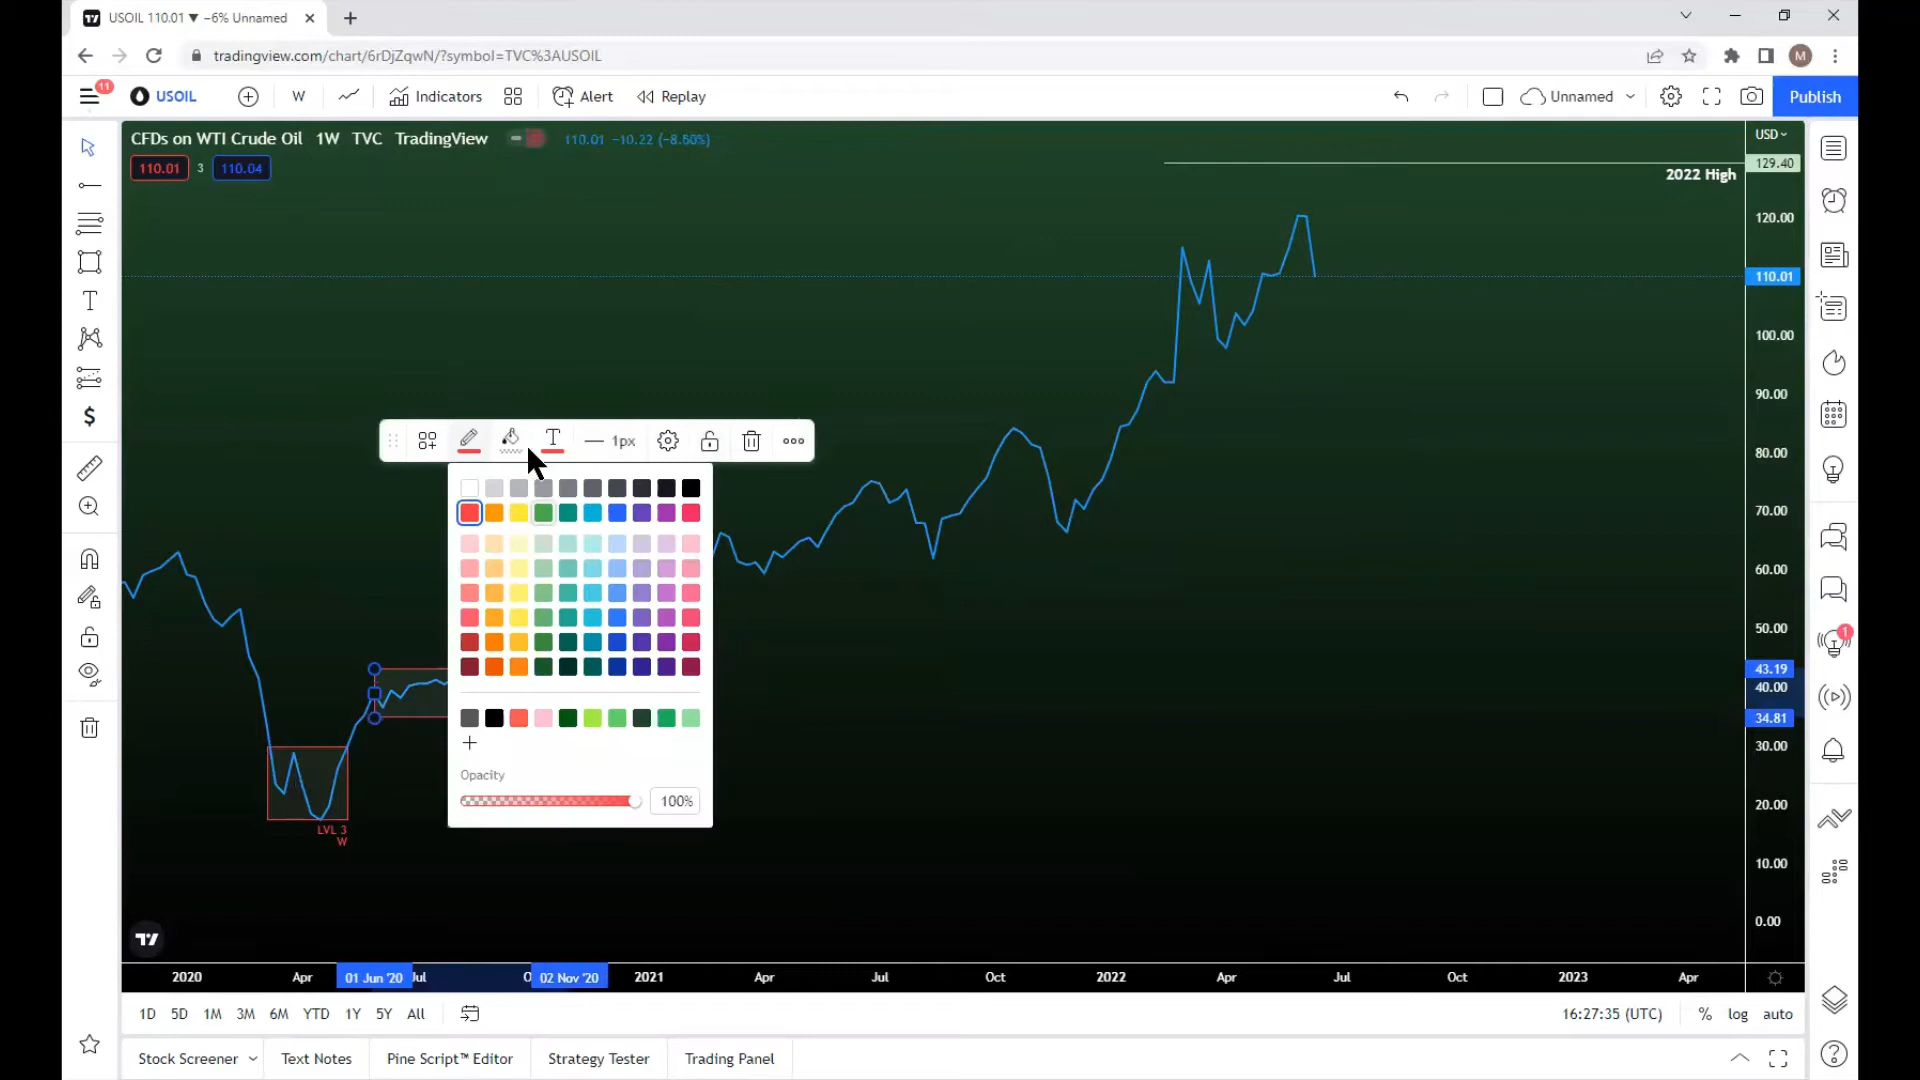 USOIL 110.01 ▼ −6% Unnamed
tradingview.com/chart/6rDjZqwN/?symbol=TVC%3AUSOIL
M
11
USOIL
W
Indicators
Alert
Replay
Unnamed
Publish
CFDs on WTI Crude Oil 1W TVC TradingView
110.01 −10.22 (−8.50%)
110.01
3
110.04
USD
129.40
2022 High
120.00
110.01
100.00
90.00
80.00
70.00
60.00
50.00
43.19
40.00
34.81
30.00
20.00
10.00
0.00
T
$
T
1px
Opacity
100%
LVL 3
W
1
2020
Apr
01 Jun '20
Jul
O
02 Nov '20
2021
Apr
Jul
Oct
2022
Apr
Jul
Oct
2023
Apr
1D 5D 1M 3M 6M YTD 1Y 5Y All
16:27:35 (UTC)
% log auto
Stock Screener
Text Notes
Pine Script™ Editor
Strategy Tester
Trading Panel